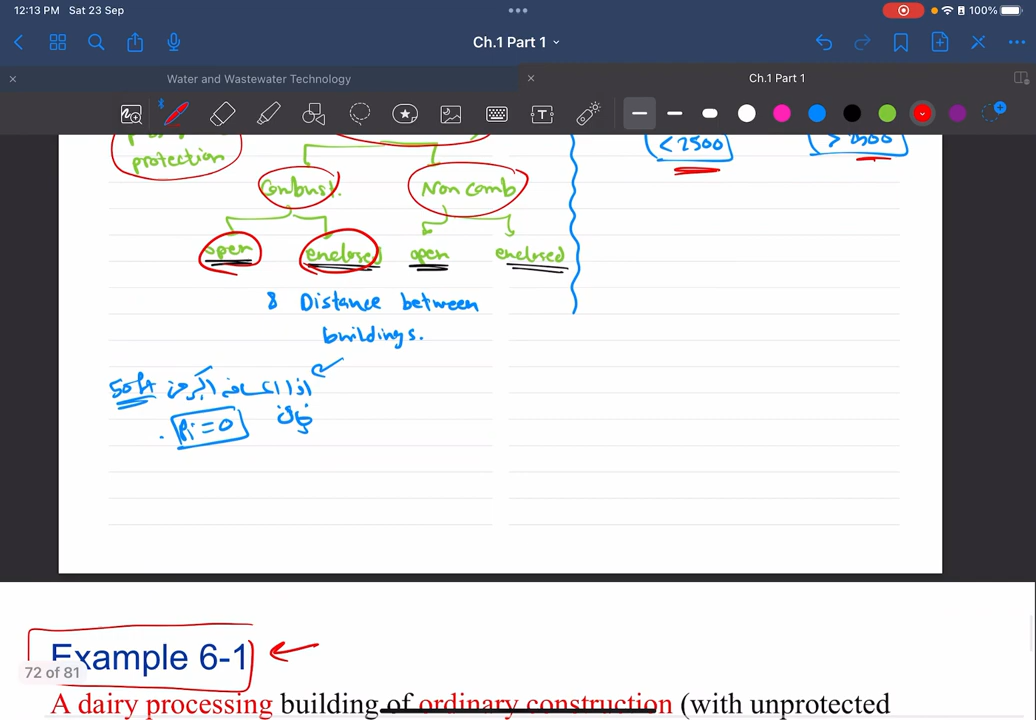 12:13 PM Sat 23 Sep
100%
Ch.1 Part 1
Water and Wastewater Technology
Ch.1 Part 1
protection
< 2500
> 2500
Combust.
Non Comb
open
enclosed
open
enclosed
8 Distance between
buildings.
اذا المسافة اكبر من 50ft
فإن
Pi = 0
Example 6-1
72 of 81
A dairy processing building of ordinary construction (with unprotected